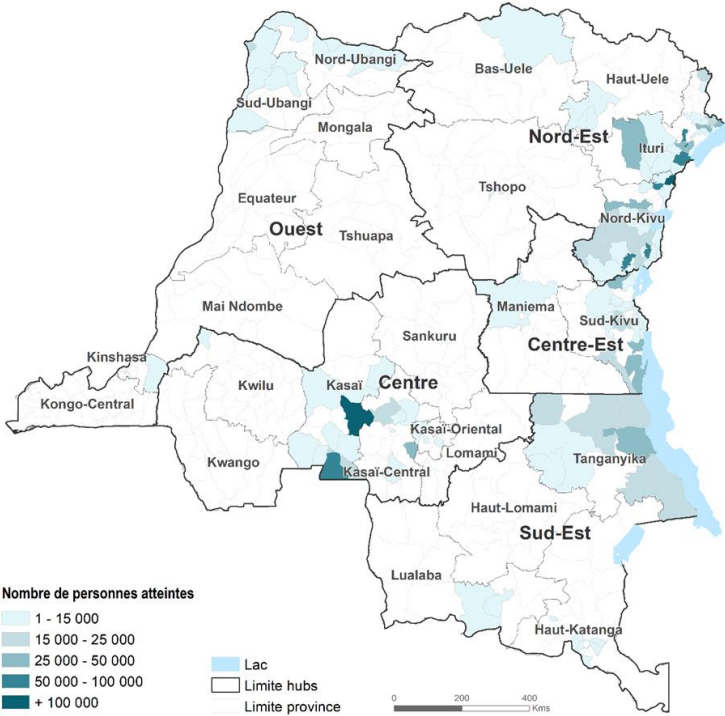 Nord-Ubangi
Bas-Uele
Haut-Uele
Sud-Ubangi
Mongala
Nord-Est
Ituri
Tshopo
Equateur
Nord-Kivu
Ouest
Tshuapa
Mai Ndombe
Maniema
Sud-Kivu
Sankuru
Centre-Est
Kinshasa
Kwilu
Kasaï
Centre
Kongo-Central
Kasaï-Oriental
Lomami
Kwango
Kasaï-Central
Tanganyika
Haut-Lomami
Sud-Est
Lualaba
Haut-Katanga
Nombre de personnes atteintes
1 - 15 000
15 000 - 25 000
25 000 - 50 000
50 000 - 100 000
+ 100 000
Lac
Limite hubs
Limite province
0 200 400
Kms